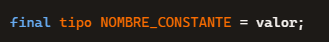 final tipo NOMBRE_CONSTANTE = valor;